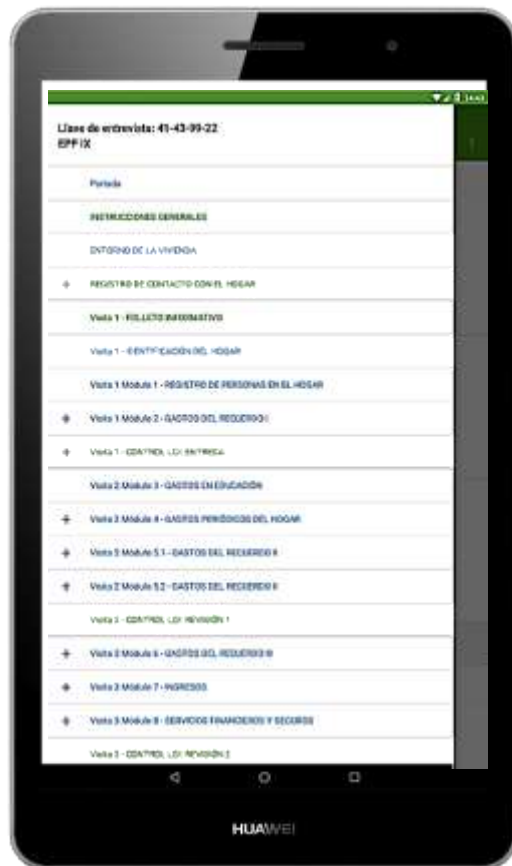 14:43
Llave de entrevista: 41-43-99-22
EPF IX
Portada
INSTRUCCIONES GENERALES
ENTORNO DE LA VIVIENDA
+ REGISTRO DE CONTACTO CON EL HOGAR
Visita 1 - FOLLETO INFORMATIVO
Visita 1 - IDENTIFICACIÓN DEL HOGAR
Visita 1 Módulo 1 - REGISTRO DE PERSONAS EN EL HOGAR
+ Visita 1 Módulo 2 - GASTOS DEL RECUERDO I
+ Visita 1 - CONTROL LGI: ENTREGA
Visita 2 Módulo 3 - GASTOS EN EDUCACIÓN
+ Visita 2 Módulo 4 - GASTOS PERIÓDICOS DEL HOGAR
+ Visita 2 Módulo 5.1 - GASTOS DEL RECUERDO II
+ Visita 2 Módulo 5.2 - GASTOS DEL RECUERDO II
Visita 2 - CONTROL LGI: REVISIÓN 1
+ Visita 3 Módulo 6 - GASTOS DEL RECUERDO III
+ Visita 3 Módulo 7 - INGRESOS
+ Visita 3 Módulo 8 - SERVICIOS FINANCIEROS Y SEGUROS
Visita 3 - CONTROL LGI: REVISIÓN 2
HUAWEI